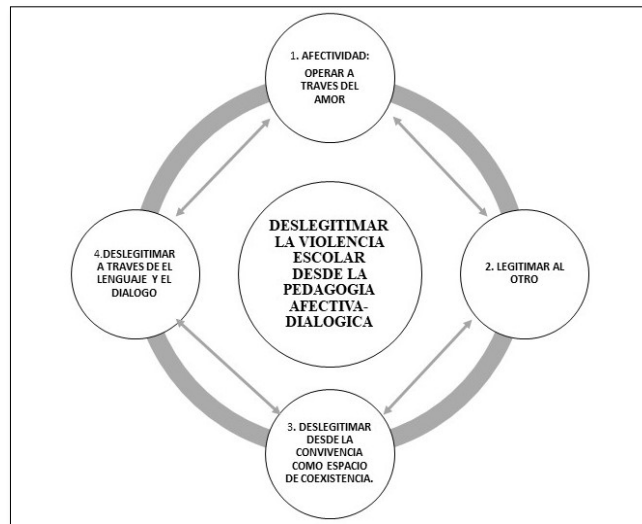 1. AFECTIVIDAD:
OPERAR A
TRAVES DEL
AMOR
DESLEGITIMAR
LA VIOLENCIA
ESCOLAR
DESDE LA
PEDAGOGIA
AFECTIVA-
DIALOGICA
2. LEGITIMAR AL
OTRO
3. DESLEGITIMAR
DESDE LA
CONVIVENCIA
COMO ESPACIO
DE COEXISTENCIA.
4.DESLEGITIMAR
A TRAVES DE EL
LENGUAJE Y EL
DIALOGO